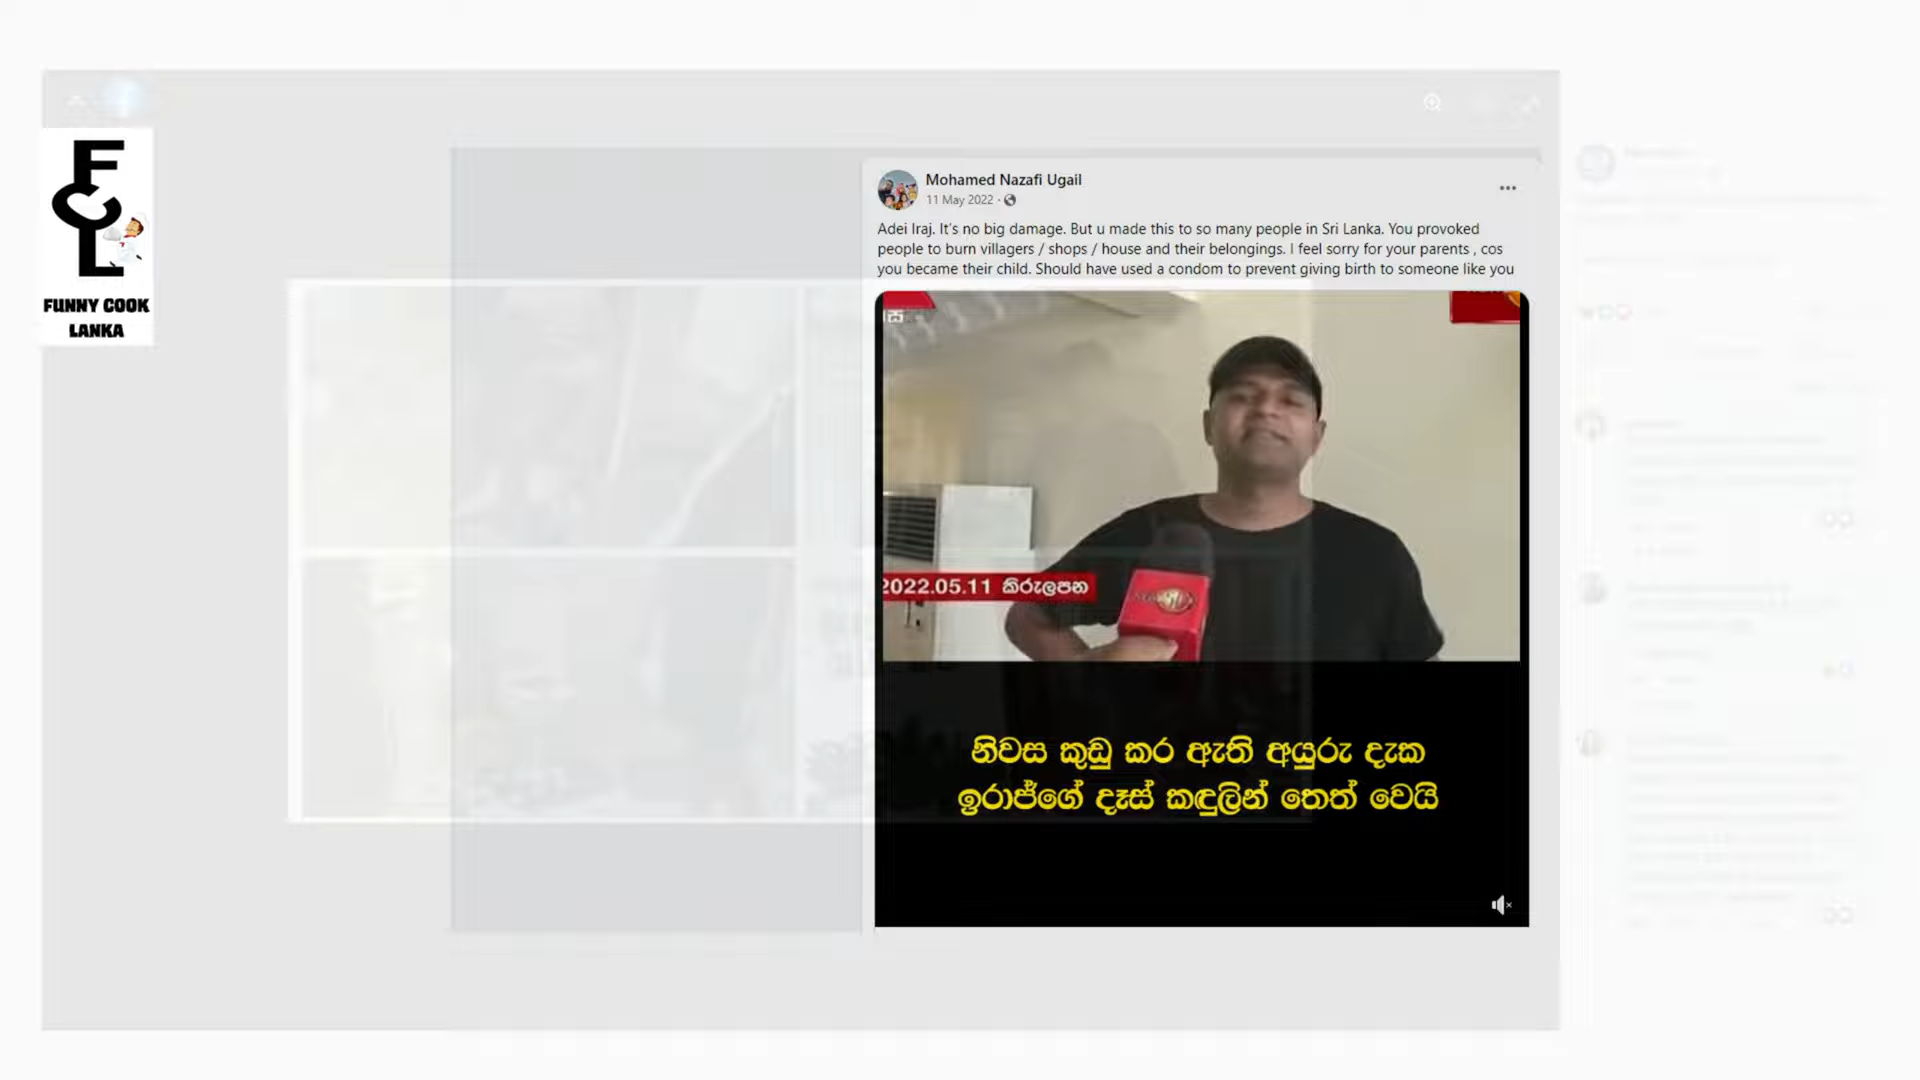 F
C
L
FUNNY COOK
LANKA
Mohamed Nazafi Ugail
11 May 2022
Adei Iraj. It's no big damage. But u made this to so many people in Sri Lanka. You provoked
people to burn villagers / shops / house and their belongings. I feel sorry for your parents , cos
you became their child. Should have used a condom to prevent giving birth to someone like you
2022.05.11 කිරුලපන
නිවස කුඩු කර ඇති අයුරු දැක
ඉරාජ්ගේ දෑස් කඳුලින් තෙත් වෙයි